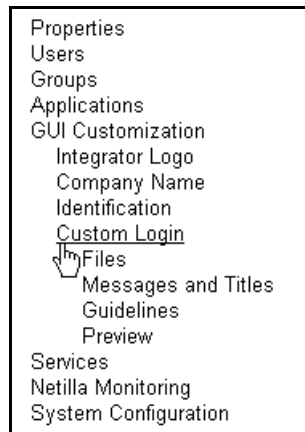 Properties
Users
Groups
Applications
GUI Customization
Integrator Logo
Company Name
Identification
Custom Login
Files
Messages and Titles
Guidelines
Preview
Services
Netilla Monitoring
System Configuration